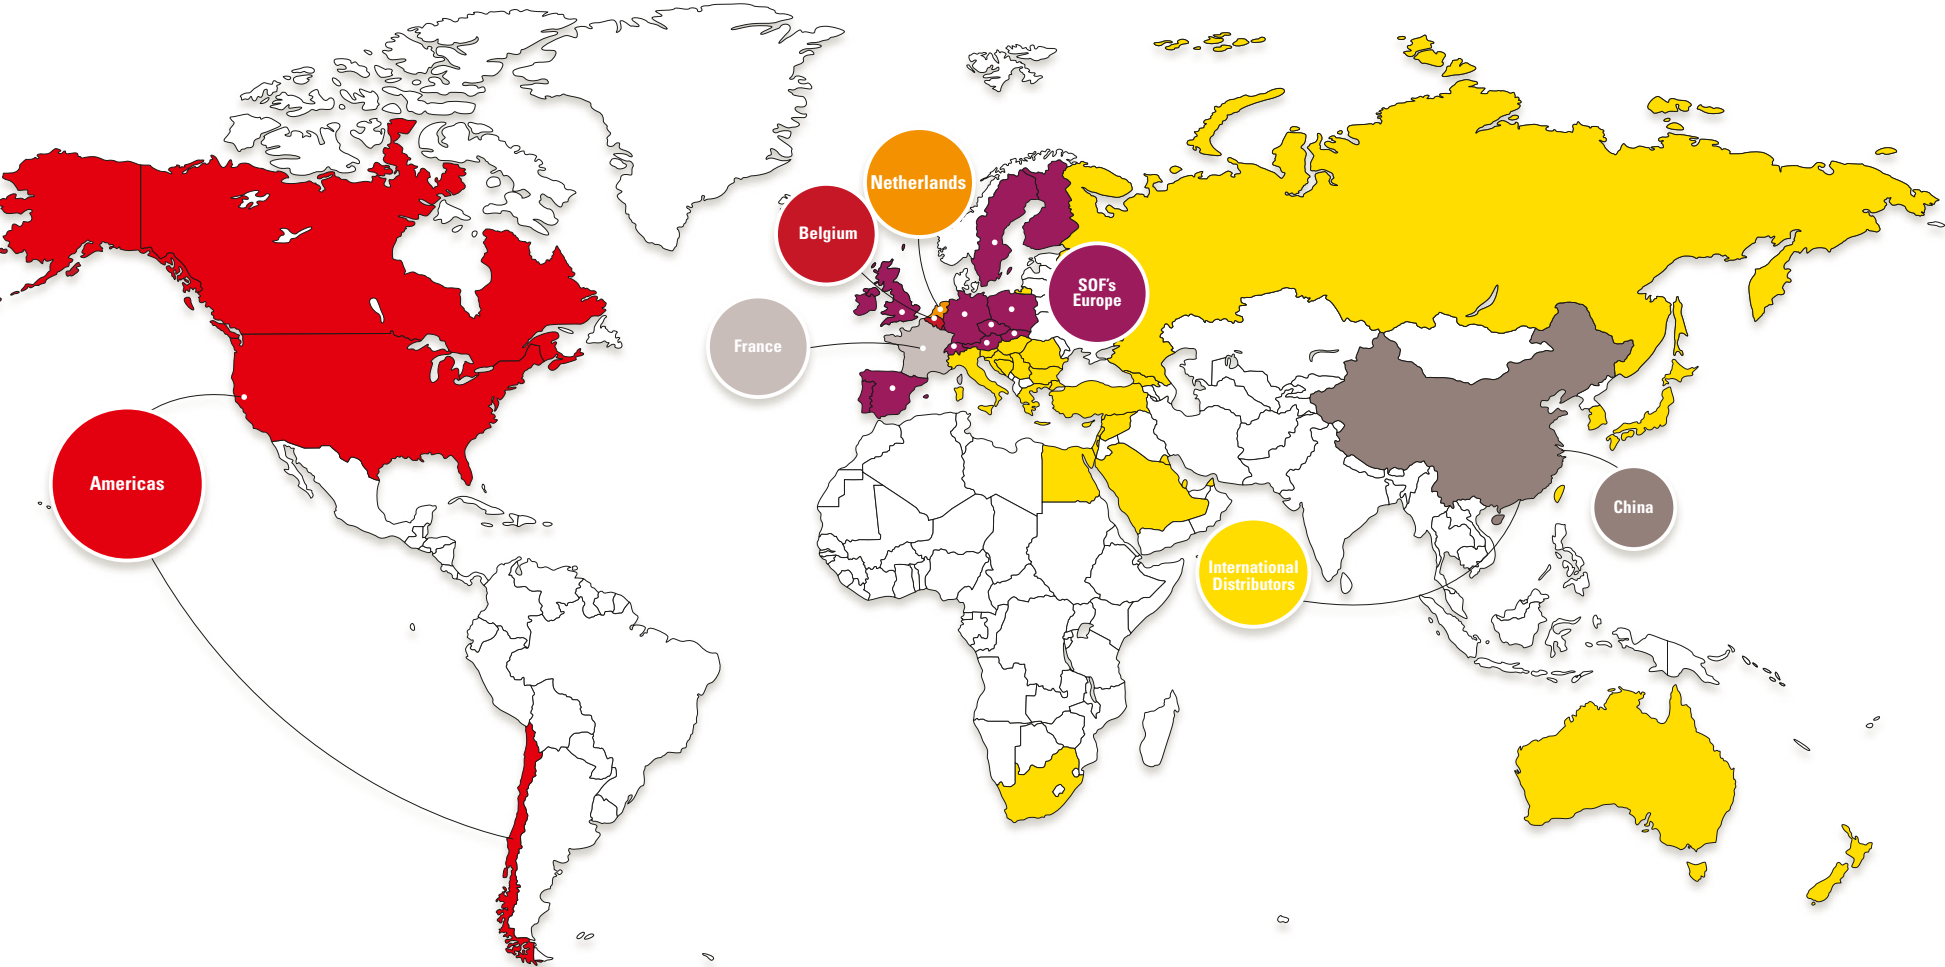 Netherlands
Belgium
SOF's
Europe
France
Americas
China
International
Distributors